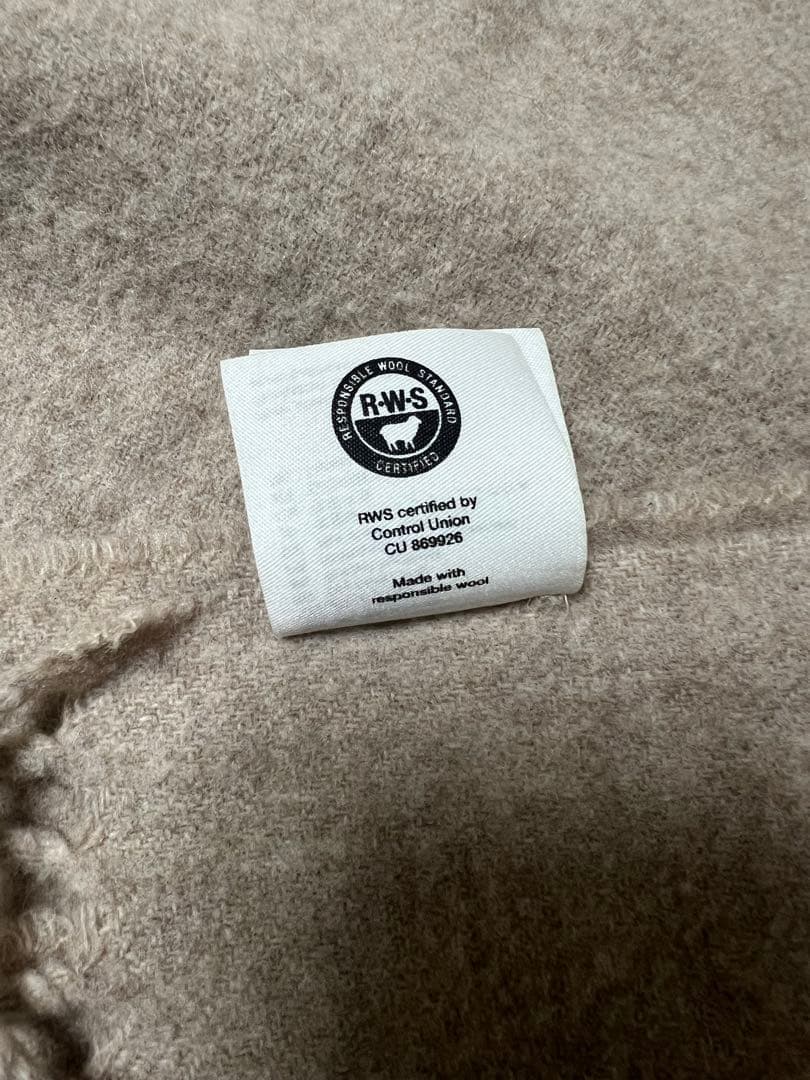 RESPONSIBLE WOOL STANDARD
R·W·S
CERTIFIED
RWS certified by
Control Union
CU 869926
Made with
responsible wool